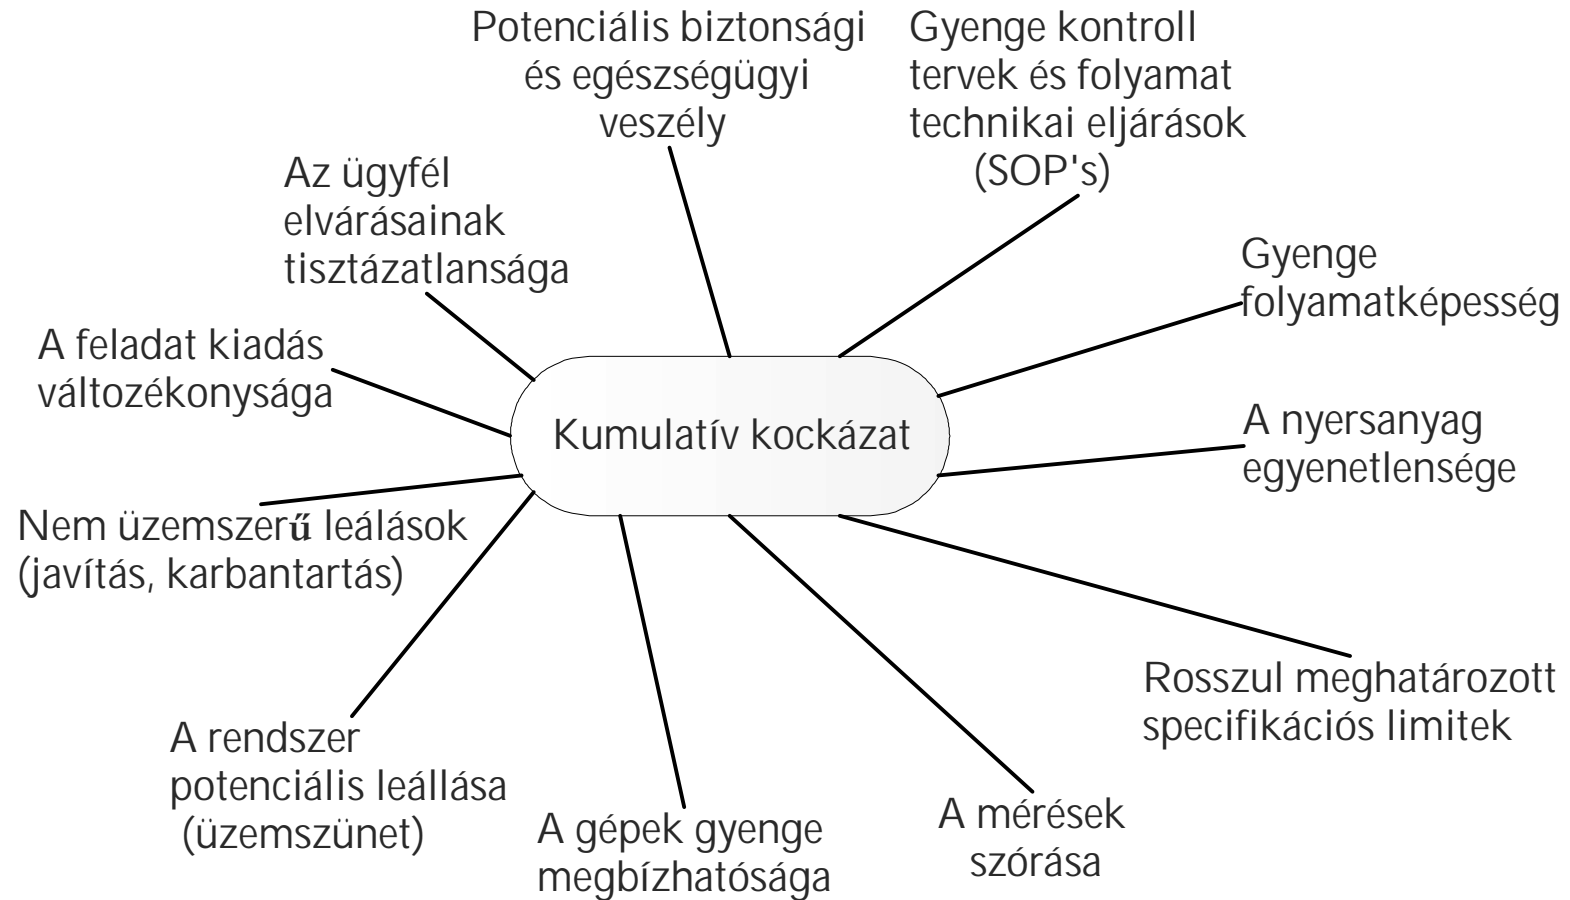 Potenciális biztonsági
és egészségügyi
veszély
Gyenge kontroll
tervek és folyamat
technikai eljárások
(SOP's)
Az ügyfél
elvárásainak
tisztázatlansága
Gyenge
folyamatképesség
A feladat kiadás
változékonysága
Kumulatív kockázat
A nyersanyag
egyenetlensége
Nem üzemszerű leálások
(javítás, karbantartás)
Rosszul meghatározott
specifikációs limitek
A rendszer
potenciális leállása
(üzemszünet)
A gépek gyenge
megbízhatósága
A mérések
szórása